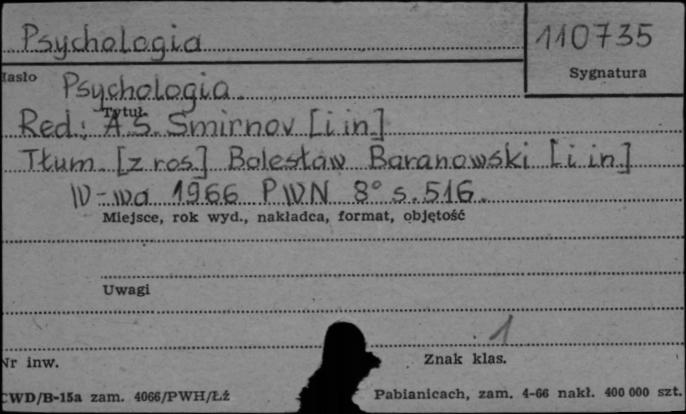 Psychologia
110735
Sygnatura
Hasło
Psychologia.
Tytuł
Red.: A.S. Smirnov [i in.]
Tłum. [z ros.] Bolesław Baranowski [i in.]
W-wa 1966 PWN 8° s. 516.
Miejsce, rok wyd., nakładca, format, objętość
Uwagi
1
Nr inw.
Znak klas.
CWD/B-15a zam. 4066/PWH/Łź
Pabianicach, zam. 4-66 nakł. 400 000 szt.